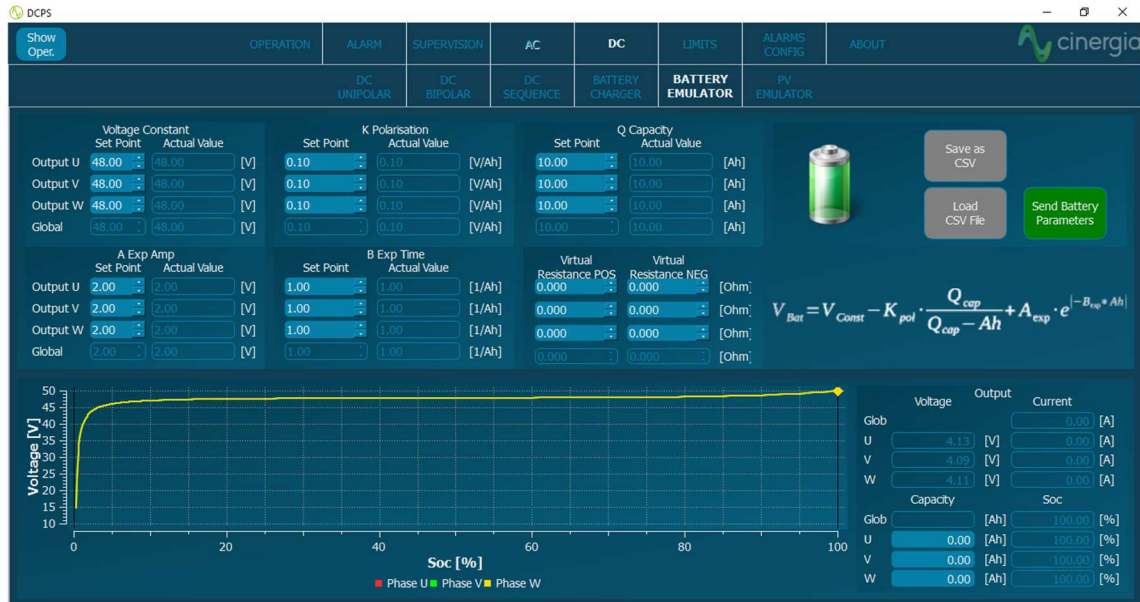 DCPS
Show Oper.
OPERATION ALARM SUPERVISION AC DC LIMITS ALARMS CONFIG ABOUT
cinergia
DC UNIPOLAR DC BIPOLAR DC SEQUENCE BATTERY CHARGER BATTERY EMULATOR PV EMULATOR
Voltage Constant K Polarisation Q Capacity
Set Point Actual Value Set Point Actual Value Set Point Actual Value
Output U 48.00 48.00 [V] 0.10 0.10 [V/Ah] 10.00 10.00 [Ah]
Output V 48.00 48.00 [V] 0.10 0.10 [V/Ah] 10.00 10.00 [Ah]
Output W 48.00 48.00 [V] 0.10 0.10 [V/Ah] 10.00 10.00 [Ah]
Global 48.00 48.00 [V] 0.10 0.10 [V/Ah] 10.00 10.00 [Ah]
Save as CSV
Load CSV File
Send Battery Parameters
A Exp Amp B Exp Time Virtual Resistance POS Virtual Resistance NEG
Set Point Actual Value Set Point Actual Value
Output U 2.00 2.00 [V] 1.00 1.00 [1/Ah] 0.000 0.000 [Ohm]
Output V 2.00 2.00 [V] 1.00 1.00 [1/Ah] 0.000 0.000 [Ohm]
Output W 2.00 2.00 [V] 1.00 1.00 [1/Ah] 0.000 0.000 [Ohm]
Global 2.00 2.00 [V] 1.00 1.00 [1/Ah] 0.000 0.000 [Ohm]
V Bat = V Const − K pol · Q cap / Q cap − Ah + A exp · e |−B exp * Ah|
Voltage [V]
50
45
40
35
30
25
20
15
10
0 20 40 60 80 100
Soc [%]
Phase U Phase V Phase W
Output
Voltage Current
Glob 0.00 [A]
U 4.13 [V] 0.00 [A]
V 4.09 [V] 0.00 [A]
W 4.11 [V] 0.00 [A]
Capacity Soc
Glob [Ah] 100.00 [%]
U 0.00 [Ah] 100.00 [%]
V 0.00 [Ah] 100.00 [%]
W 0.00 [Ah] 100.00 [%]